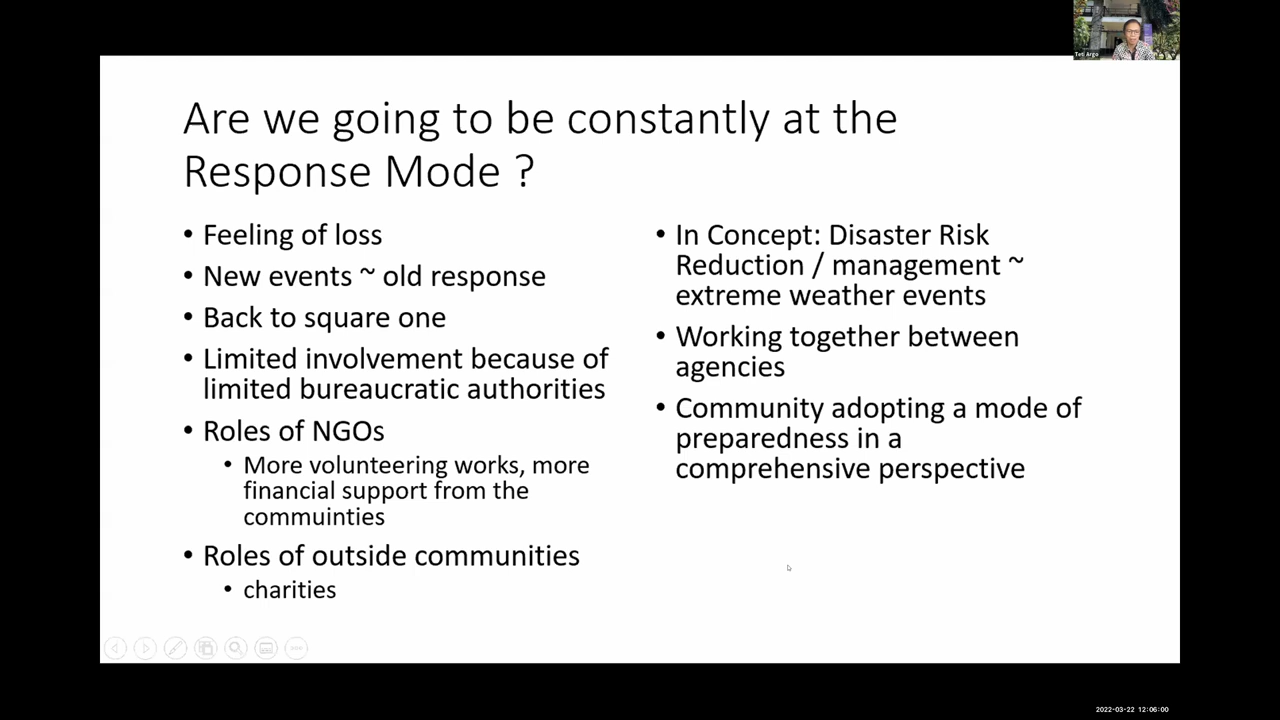 Teti Argo
Are we going to be constantly at the
Response Mode ?
• Feeling of loss
• New events ~ old response
• Back to square one
• Limited involvement because of
limited bureaucratic authorities
• Roles of NGOs
• More volunteering works, more
financial support from the
commuinties
• Roles of outside communities
• charities
• In Concept: Disaster Risk
Reduction / management ~
extreme weather events
• Working together between
agencies
• Community adopting a mode of
preparedness in a
comprehensive perspective
2022-03-22 12:06:00